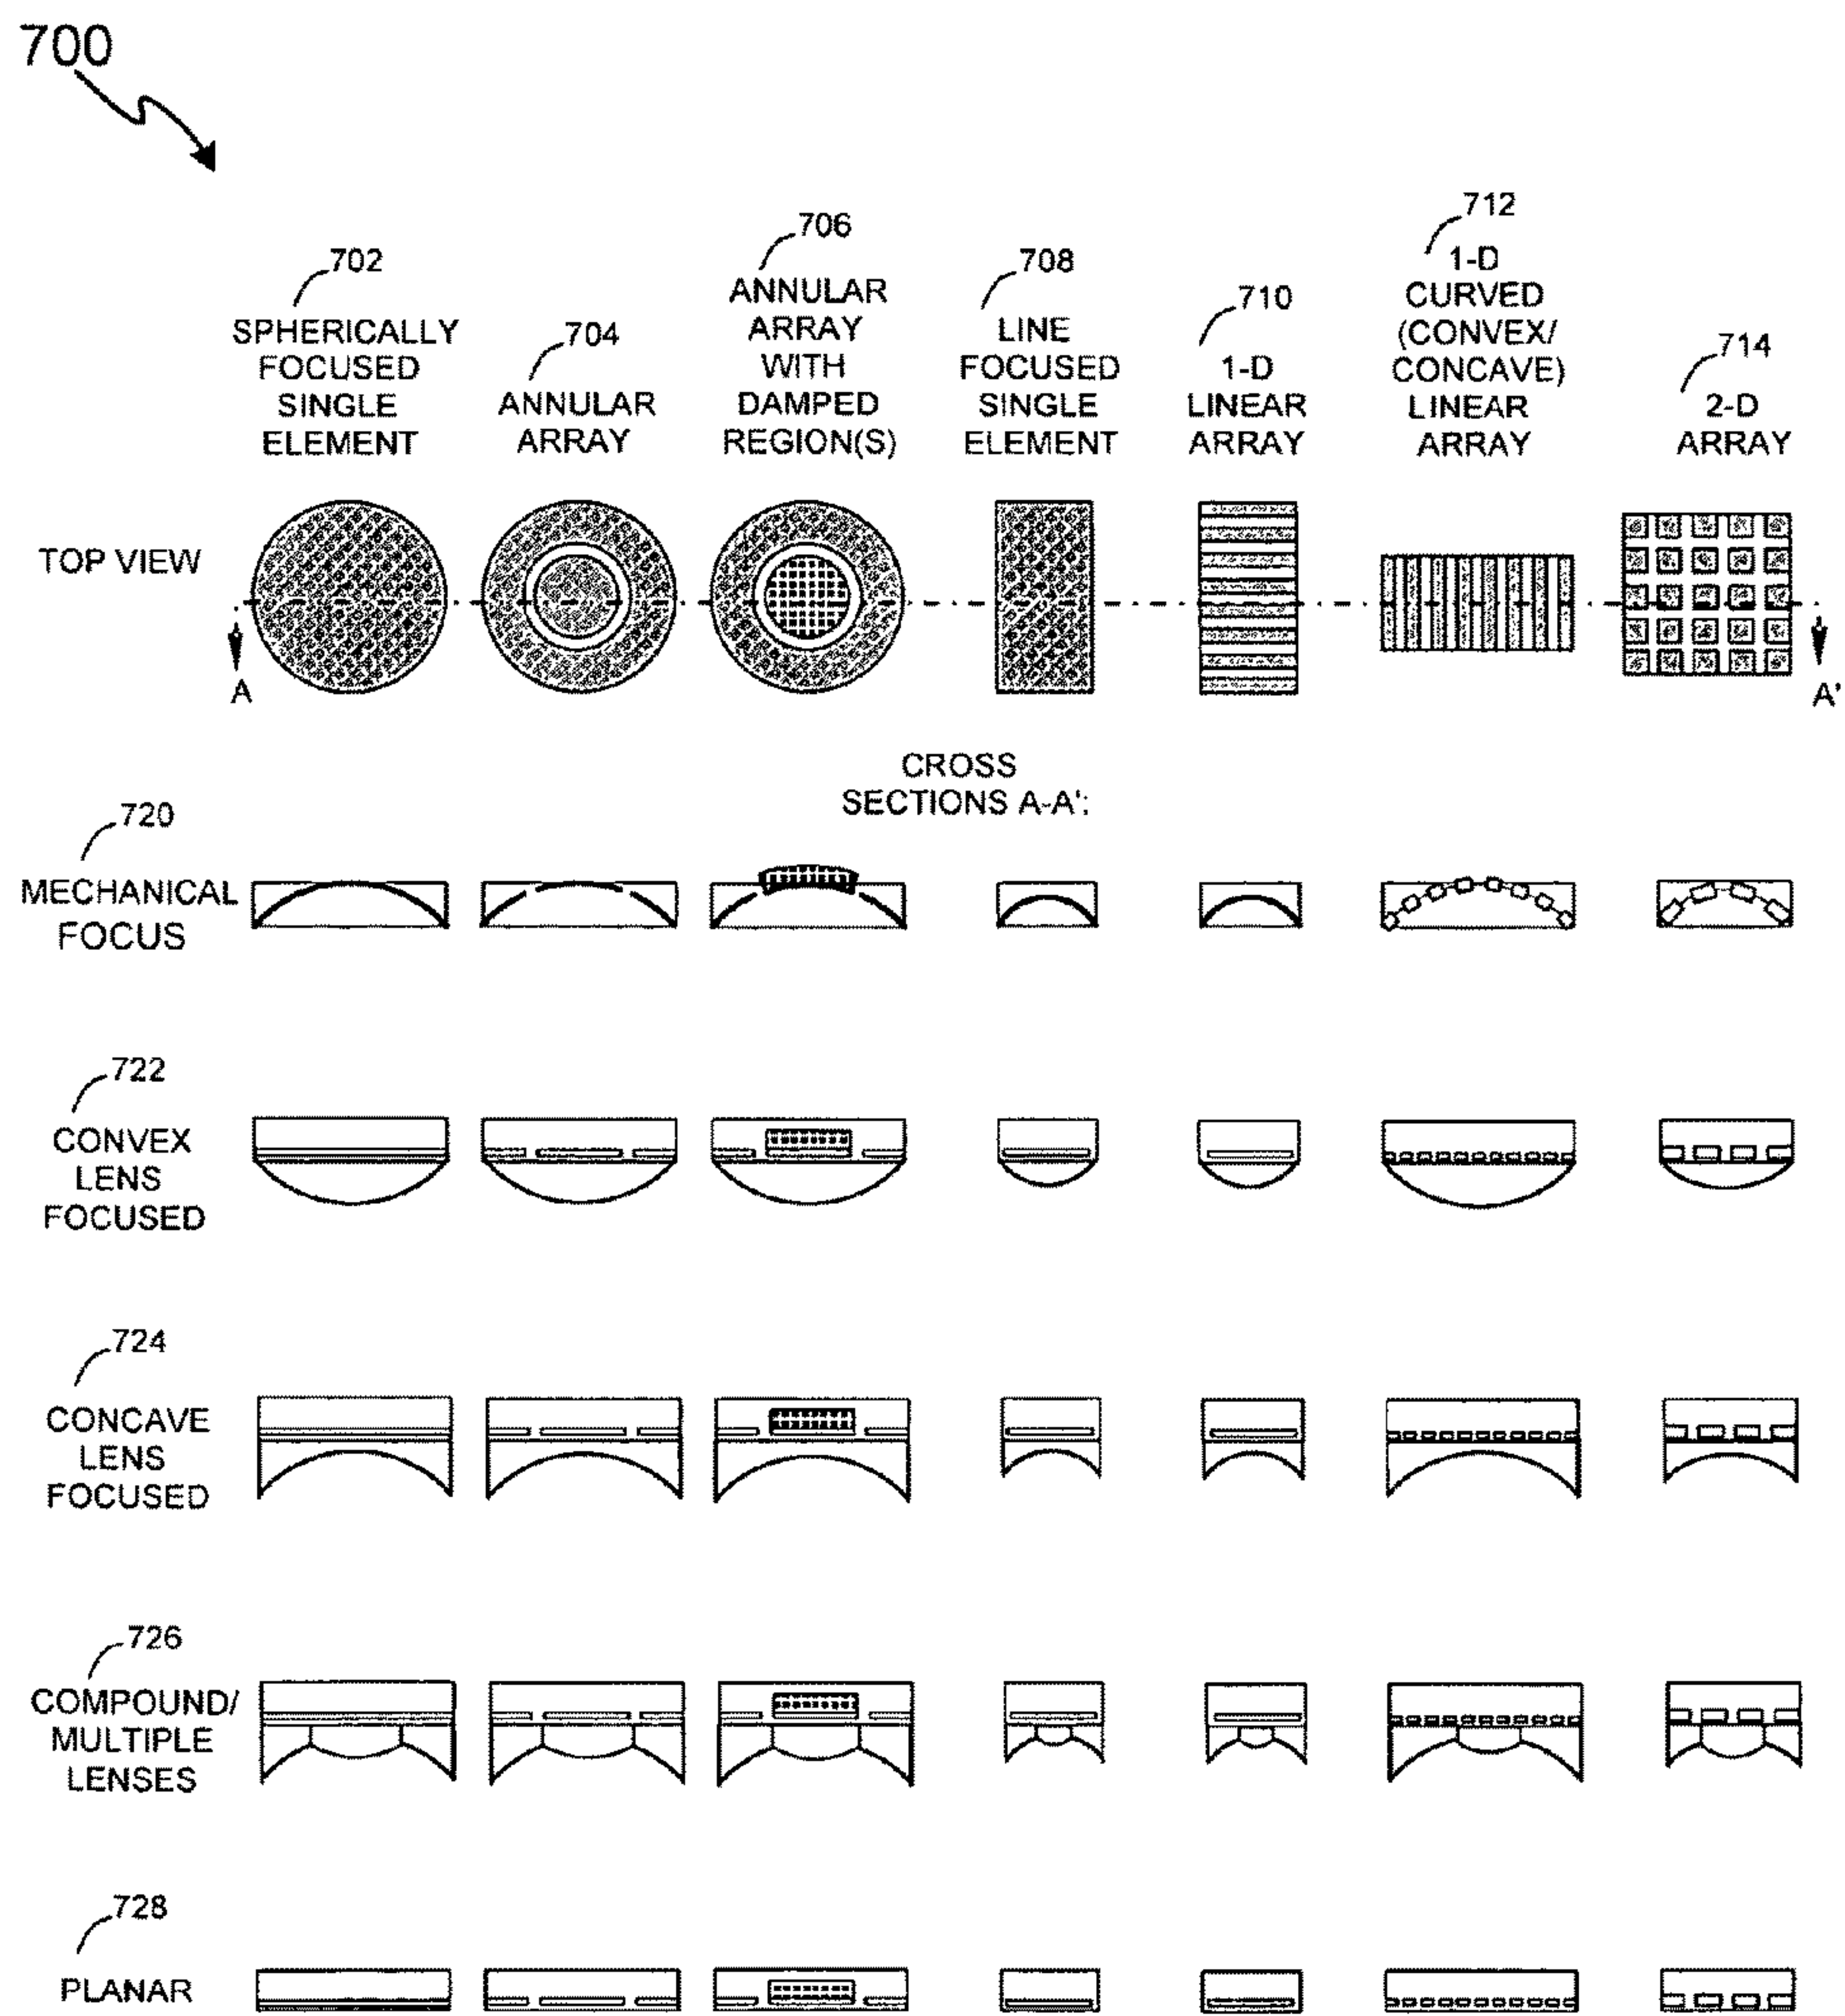 700
702
SPHERICALLY
FOCUSED
SINGLE
ELEMENT
704
ANNULAR
ARRAY
706
ANNULAR
ARRAY
WITH
DAMPED
REGION(S)
708
LINE
FOCUSED
SINGLE
ELEMENT
710
1-D
LINEAR
ARRAY
712
1-D
CURVED
(CONVEX/
CONCAVE)
LINEAR
ARRAY
714
2-D
ARRAY
TOP VIEW
A
A'
CROSS
SECTIONS A-A':
720
MECHANICAL
FOCUS
722
CONVEX
LENS
FOCUSED
724
CONCAVE
LENS
FOCUSED
726
COMPOUND/
MULTIPLE
LENSES
728
PLANAR